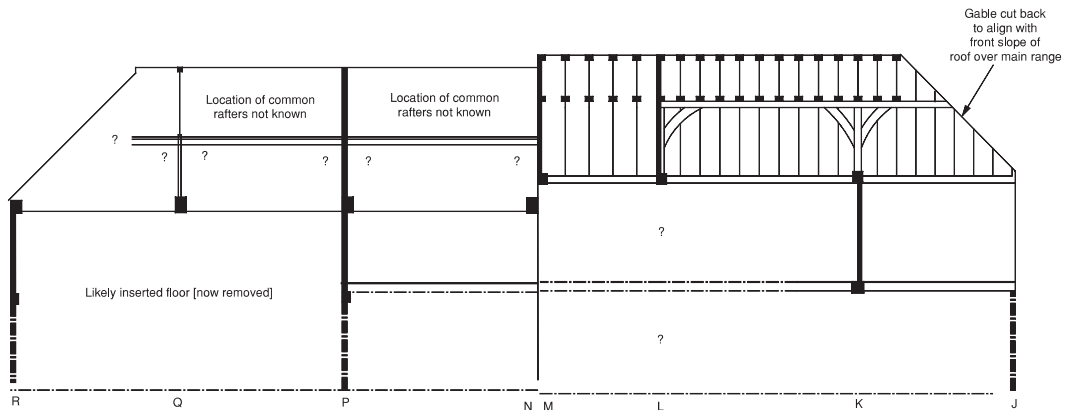 Gable cut back
to align with
front slope of
roof over main range
Location of common
rafters not known
Location of common
rafters not known
?
?
?
?
?
?
?
Likely inserted floor [now removed]
?
R
Q
P
N
M
L
K
J